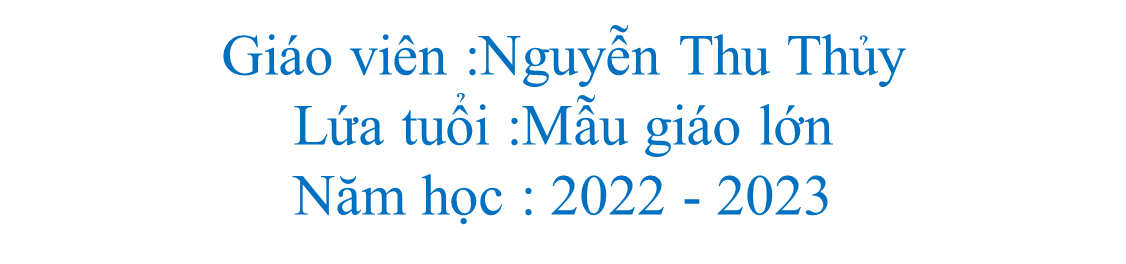 Giáo viên :Nguyễn Thu Thủy
Lứa tuổi :Mẫu giáo lớn
Năm học : 2022 - 2023